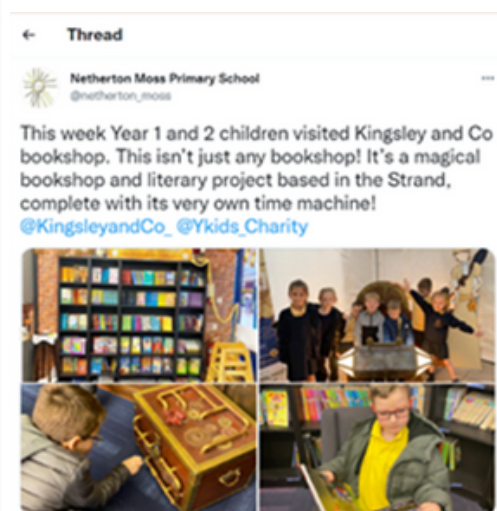 Thread
Netherton Moss Primary School
@netherton_moss
This week Year 1 and 2 children visited Kingsley and Co
bookshop. This isn't just any bookshop! It's a magical
bookshop and literary project based in the Strand,
complete with its very own time machine!
@KingsleyandCo_ @Ykids_Charity